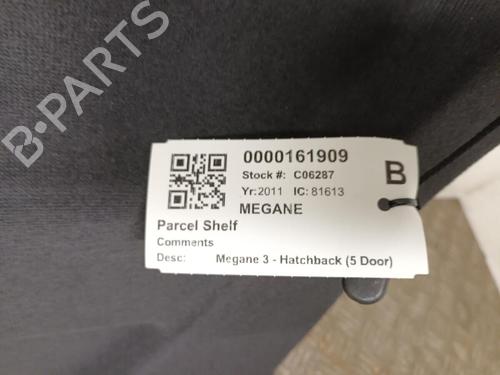 B-PARTS
0000161909
Stock #: C06287
B
Yr:2011 IC: 81613
MEGANE
Parcel Shelf
Comments
Desc: Megane 3 - Hatchback (5 Door)